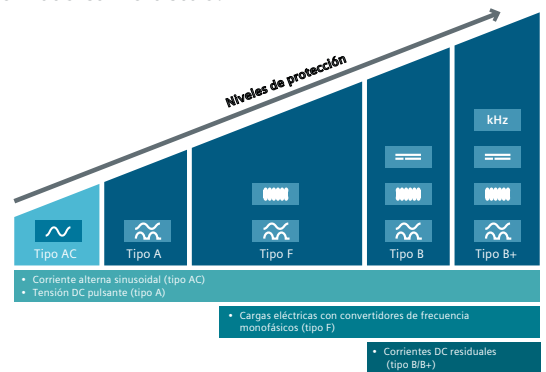 Niveles de protección
kHz
Tipo AC
Tipo A
Tipo F
Tipo B
Tipo B+
• Corriente alterna sinusoidal (tipo AC)
• Tensión DC pulsante (tipo A)
• Cargas eléctricas con convertidores de frecuencia
monofásicos (tipo F)
• Corrientes DC residuales
(tipo B/B+)